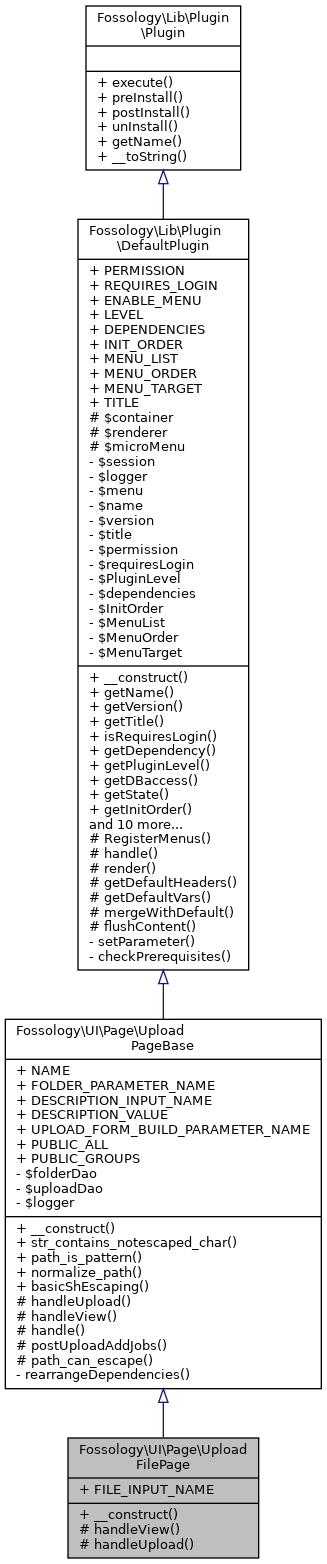 Fossology\Lib\Plugin
\Plugin
+ execute()
+ preInstall()
+ postInstall()
+ unInstall()
+ getName()
+ __toString()
Fossology\Lib\Plugin
\DefaultPlugin
+ PERMISSION
+ REQUIRES_LOGIN
+ ENABLE_MENU
+ LEVEL
+ DEPENDENCIES
+ INIT_ORDER
+ MENU_LIST
+ MENU_ORDER
+ MENU_TARGET
+ TITLE
# $container
# $renderer
# $microMenu
- $session
- $logger
- $menu
- $name
- $version
- $title
- $permission
- $requiresLogin
- $PluginLevel
- $dependencies
- $InitOrder
- $MenuList
- $MenuOrder
- $MenuTarget
+ __construct()
+ getName()
+ getVersion()
+ getTitle()
+ isRequiresLogin()
+ getDependency()
+ getPluginLevel()
+ getDBaccess()
+ getState()
+ getInitOrder()
and 10 more...
# RegisterMenus()
# handle()
# render()
# getDefaultHeaders()
# getDefaultVars()
# mergeWithDefault()
# flushContent()
- setParameter()
- checkPrerequisites()
Fossology\UI\Page\Upload
PageBase
+ NAME
+ FOLDER_PARAMETER_NAME
+ DESCRIPTION_INPUT_NAME
+ DESCRIPTION_VALUE
+ UPLOAD_FORM_BUILD_PARAMETER_NAME
+ PUBLIC_ALL
+ PUBLIC_GROUPS
- $folderDao
- $uploadDao
- $logger
+ __construct()
+ str_contains_notescaped_char()
+ path_is_pattern()
+ normalize_path()
+ basicShEscaping()
# handleUpload()
# handleView()
# handle()
# postUploadAddJobs()
# path_can_escape()
- rearrangeDependencies()
Fossology\UI\Page\Upload
FilePage
+ FILE_INPUT_NAME
+ __construct()
# handleView()
# handleUpload()